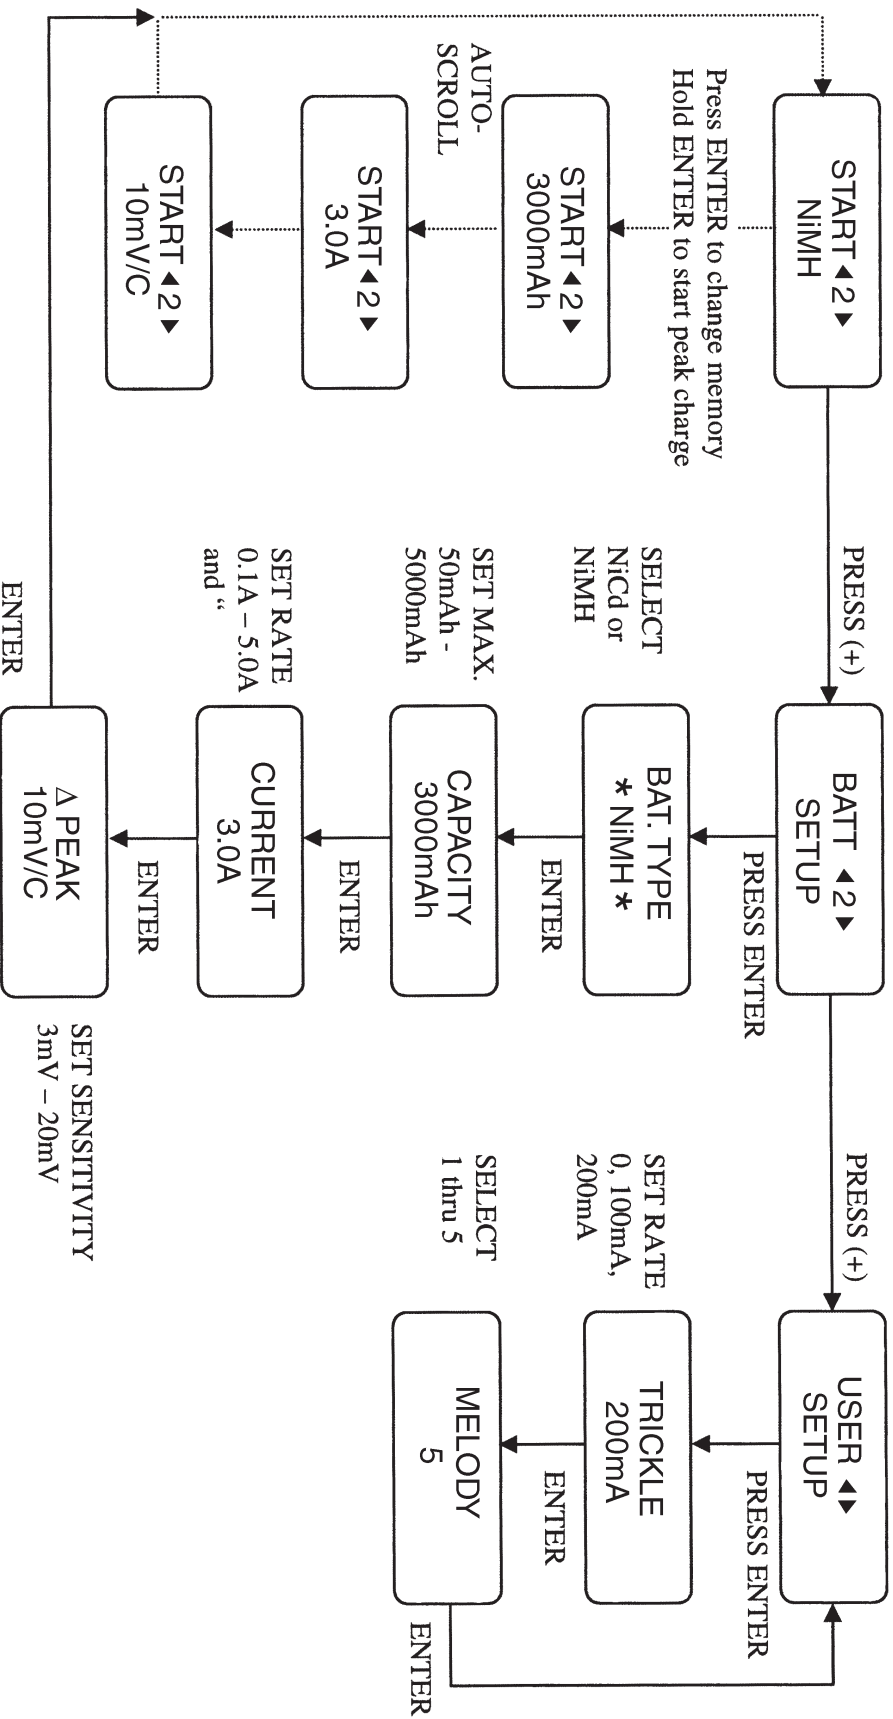 START ◀ 2 ▶
NiMH
Press ENTER to change memory
Hold ENTER to start peak charge
START ◀ 2 ▶
3000mAh
AUTO-
SCROLL
START ◀ 2 ▶
3.0A
START ◀ 2 ▶
10mV/C
PRESS (+)
BATT ◀ 2 ▶
SETUP
PRESS ENTER
SELECT
NiCd or
NiMH
BAT. TYPE
* NiMH *
ENTER
SET MAX.
50mAh -
5000mAh
CAPACITY
3000mAh
ENTER
SET RATE
0.1A – 5.0A
and “
CURRENT
3.0A
ENTER
Δ PEAK
10mV/C
SET SENSITIVITY
3mV – 20mV
ENTER
PRESS (+)
USER ◀▶
SETUP
PRESS ENTER
SET RATE
0, 100mA,
200mA
TRICKLE
200mA
ENTER
SELECT
1 thru 5
MELODY
5
ENTER